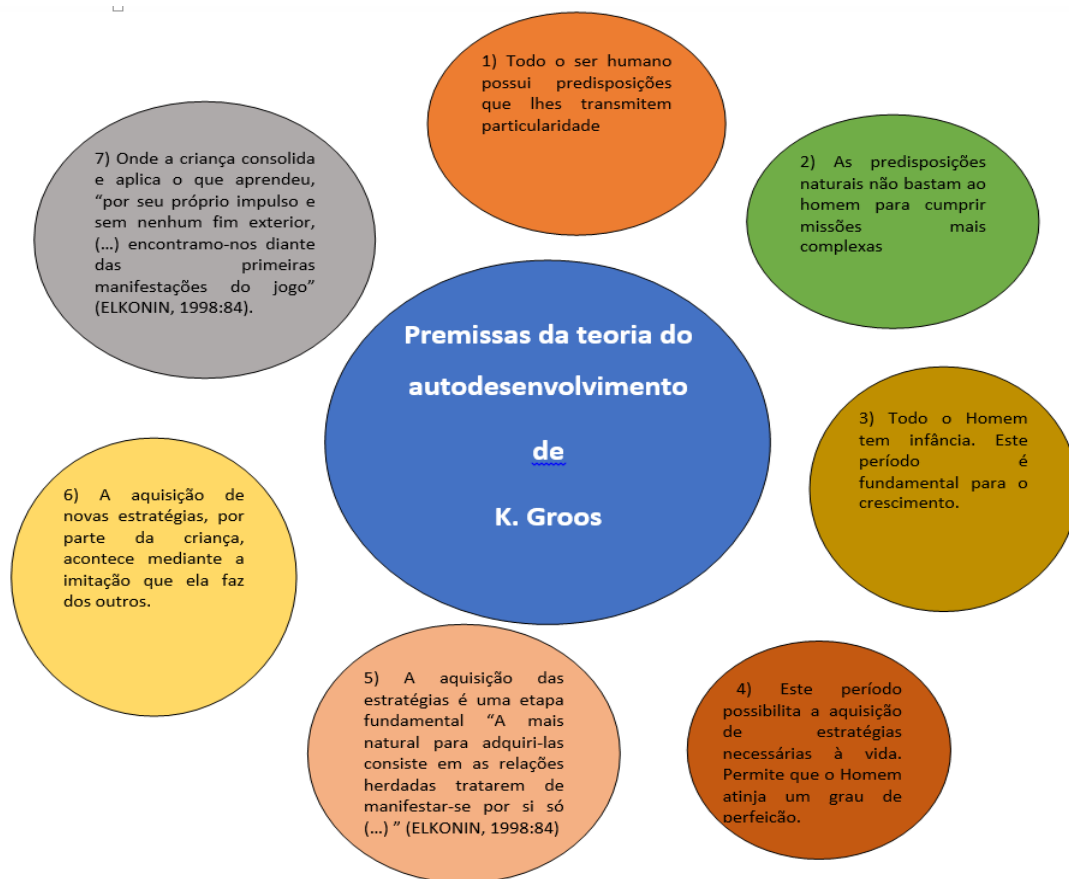 1) Todo o ser humano
possui predisposições
que lhes transmitem
particularidade
2) As predisposições
naturais não bastam ao
homem para cumprir
missões mais
complexas
3) Todo o Homem
tem infância. Este
período é
fundamental para o
crescimento.
4) Este período
possibilita a aquisição
de estratégias
necessárias à vida.
Permite que o Homem
atinja um grau de
perfeição.
5) A aquisição das
estratégias é uma etapa
fundamental “A mais
natural para adquiri-las
consiste em as relações
herdadas tratarem de
manifestar-se por si só
(...) ” (ELKONIN, 1998:84)
6) A aquisição de
novas estratégias, por
parte da criança,
acontece mediante a
imitação que ela faz
dos outros.
7) Onde a criança consolida
e aplica o que aprendeu,
“por seu próprio impulso e
sem nenhum fim exterior,
(...) encontramo-nos diante
das primeiras
manifestações do jogo”
(ELKONIN, 1998:84).
Premissas da teoria do
autodesenvolvimento
de
K. Groos